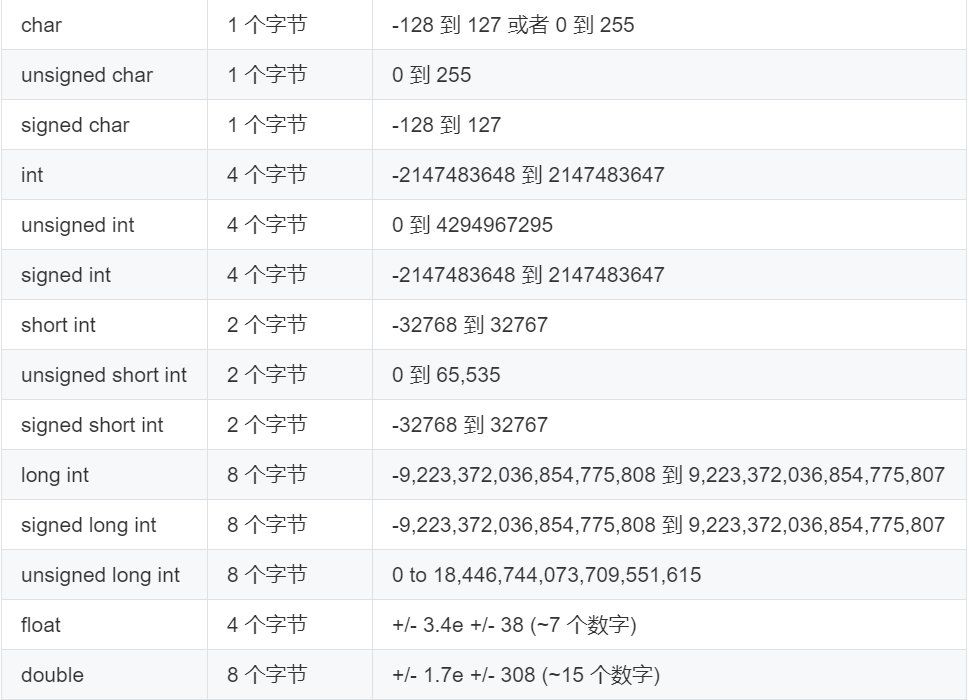 char 1 个字节 -128 到 127 或者 0 到 255
unsigned char 1 个字节 0 到 255
signed char 1 个字节 -128 到 127
int 4 个字节 -2147483648 到 2147483647
unsigned int 4 个字节 0 到 4294967295
signed int 4 个字节 -2147483648 到 2147483647
short int 2 个字节 -32768 到 32767
unsigned short int 2 个字节 0 到 65,535
signed short int 2 个字节 -32768 到 32767
long int 8 个字节 -9,223,372,036,854,775,808 到 9,223,372,036,854,775,807
signed long int 8 个字节 -9,223,372,036,854,775,808 到 9,223,372,036,854,775,807
unsigned long int 8 个字节 0 to 18,446,744,073,709,551,615
float 4 个字节 +/- 3.4e +/- 38 (~7 个数字)
double 8 个字节 +/- 1.7e +/- 308 (~15 个数字)